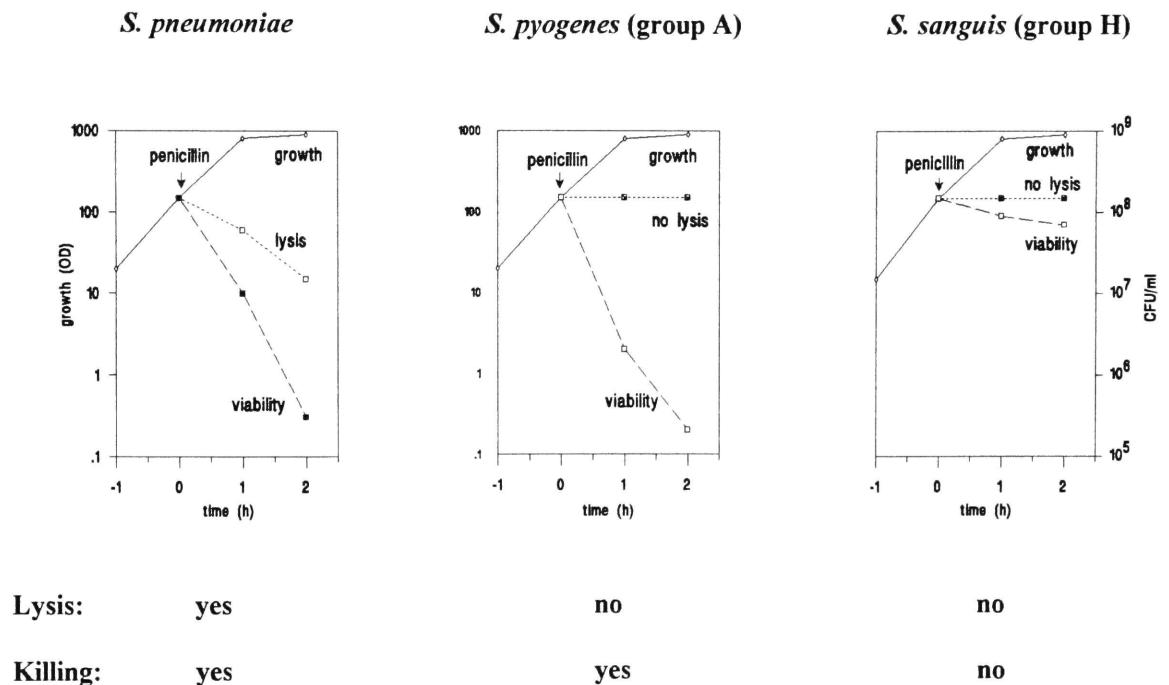 S. pneumoniae
S. pyogenes (group A)
S. sanguis (group H)
1000
100
10
1
.1
growth (OD)
penicillin
growth
lysis
viability
-1 0 1 2
time (h)
1000
100
10
1
.1
penicillin
growth
no lysis
viability
-1 0 1 2
time (h)
penicillin
growth
no lysis
viability
10⁹
10⁸
10⁷
10⁶
10⁵
CFU/ml
-1 0 1 2
time (h)
Lysis: yes no no
Killing: yes yes no